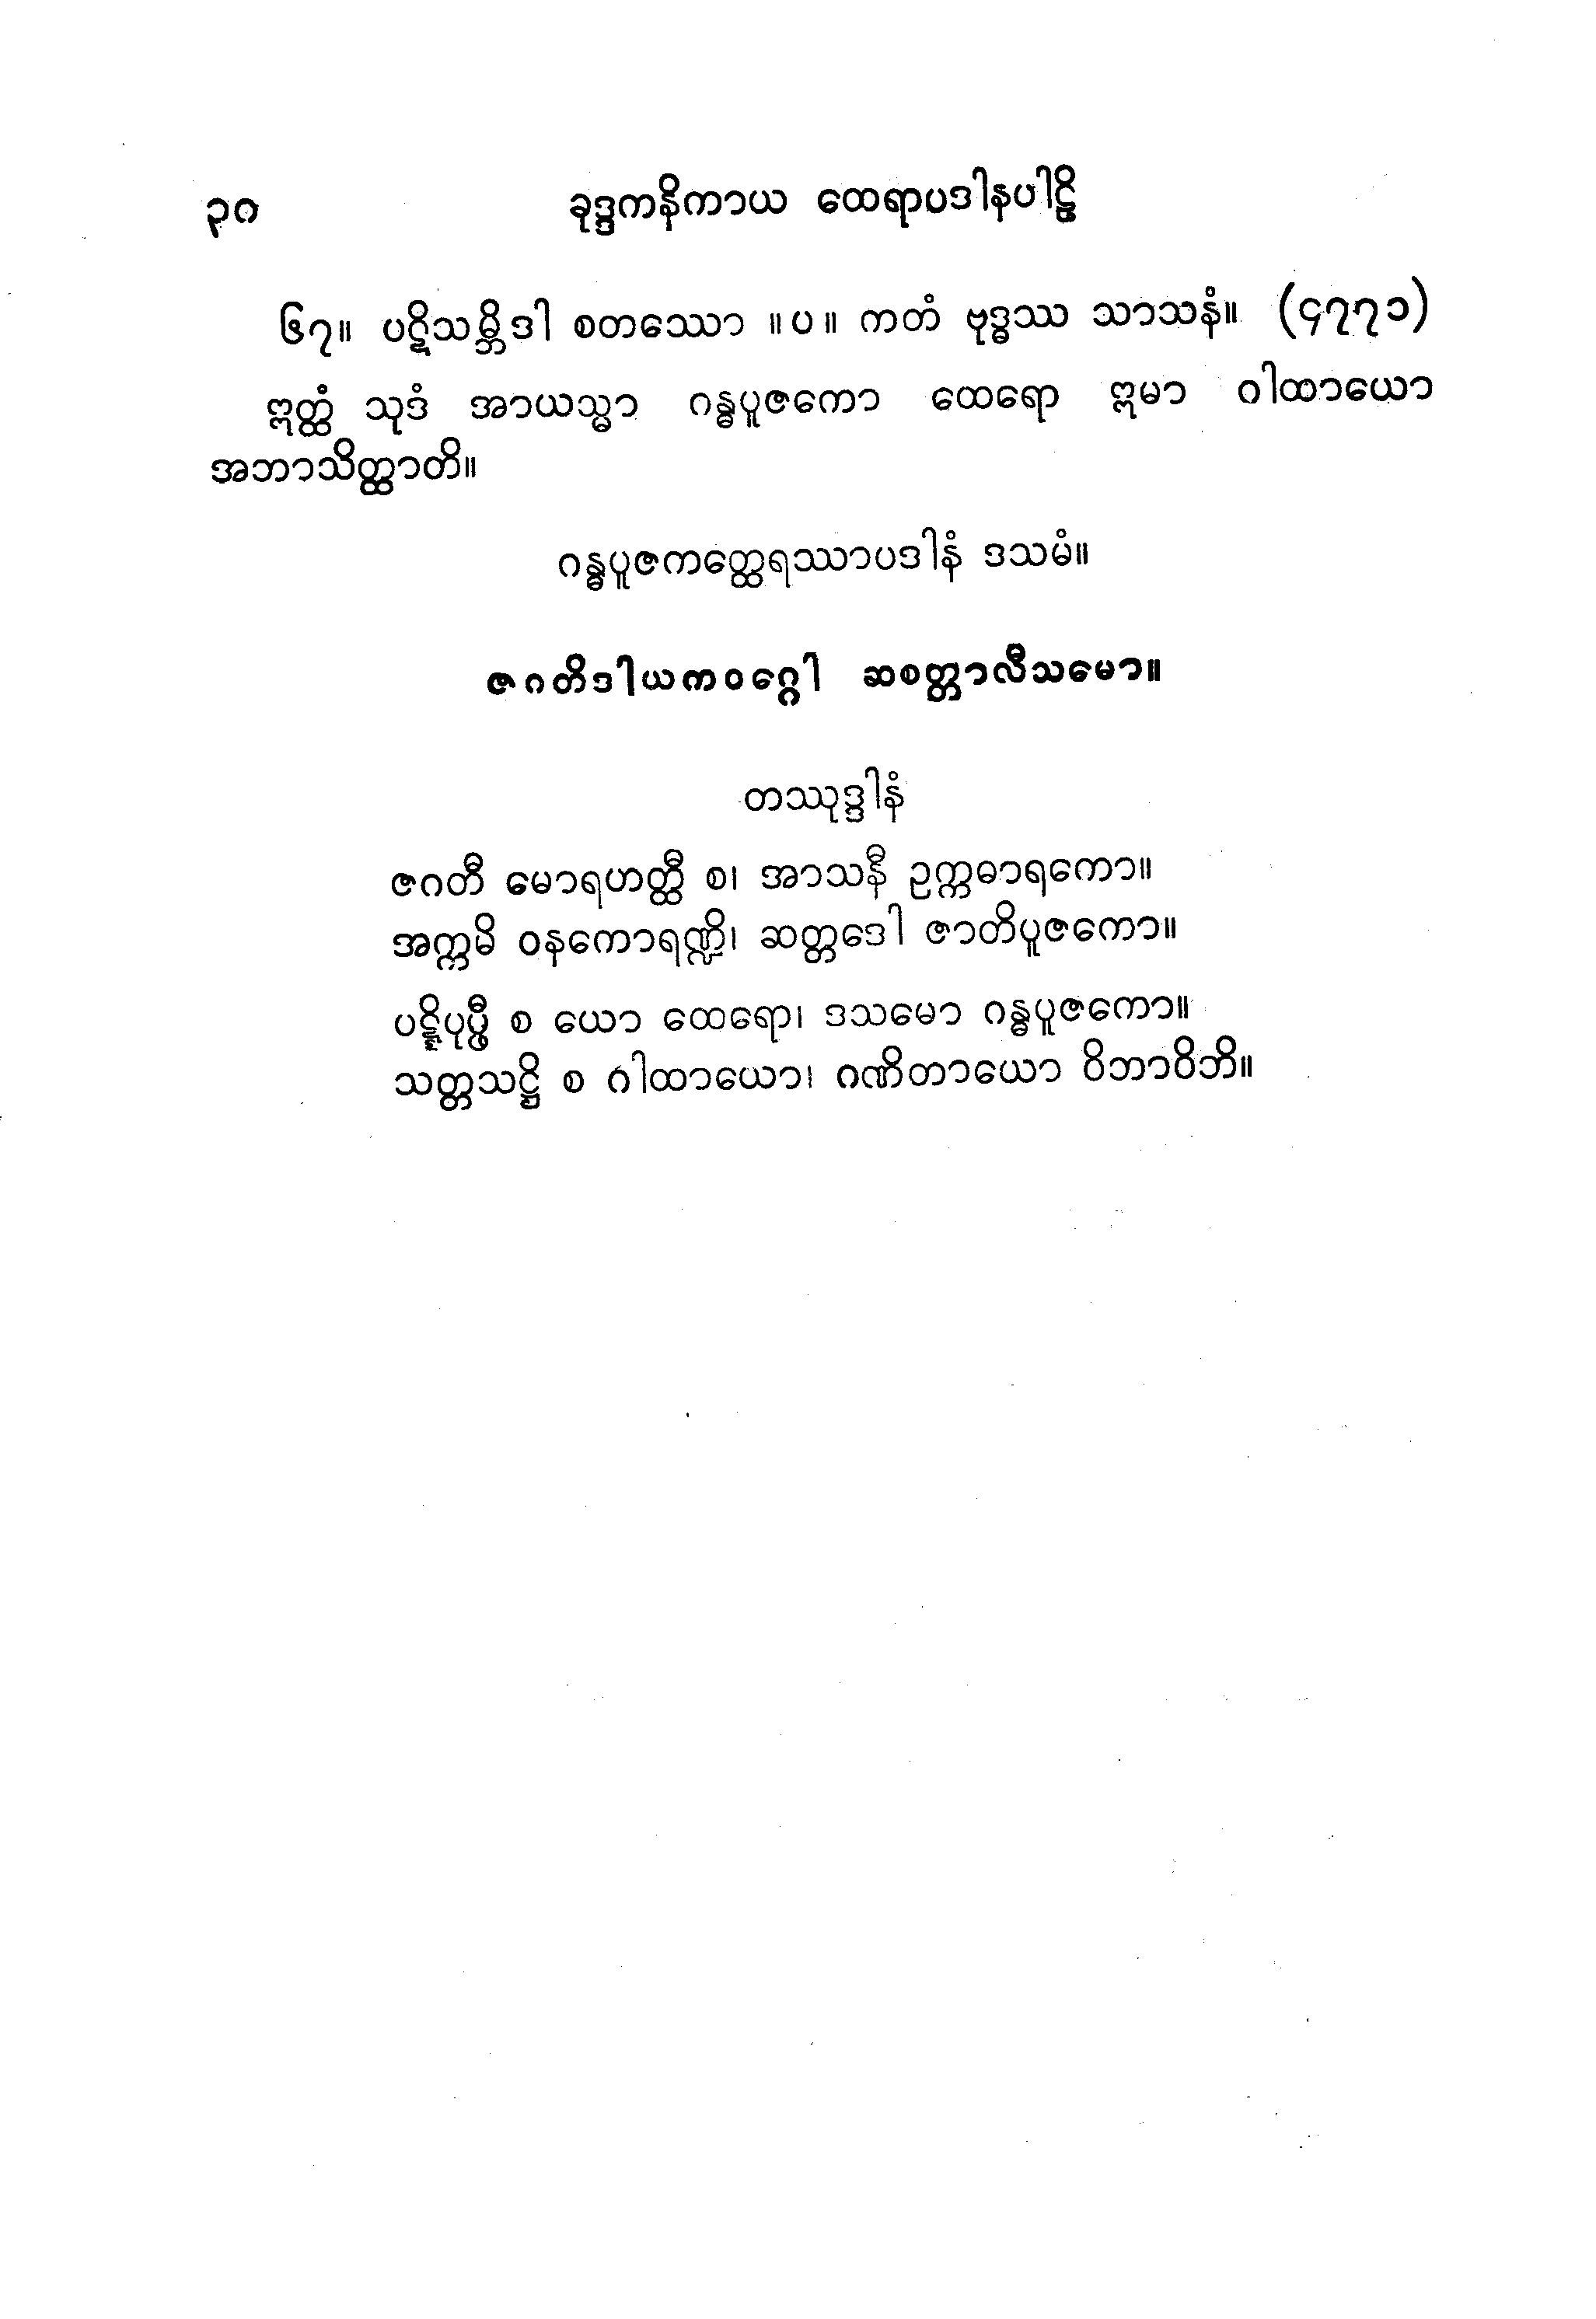 ၃၀ ခုဒ္ဒကနိကာယ ထေရာပဒါနပါဠိ
၆၇။ ပဋိသမ္ဘိဒါ စတဿော ။ပ။ ကတံ ဗုဒ္ဓဿ သာသနံ။ (၄၇၇၁)
ဣတ္ထံ သုဒံ အာယသ္မာ ဂန္ဓပူဇကော ထေရော ဣမာ ဂါထာယော
အဘာသိတ္ထာတိ။
ဂန္ဓပူဇကတ္ထေရဿာပဒါနံ ဒသမံ။
ဇဂတိဒါယကဝဂ္ဂေါ ဆစတ္တာလီသမော။
တဿုဒ္ဒါနံ
ဇဂတီ မောရဟတ္ထီ စ၊ အာသနီ ဥက္ကဓာရကော။
အက္ကမိ ဝနကောရဏ္ဍိ၊ ဆတ္တဒေါ ဇာတိပူဇကော။
ပဋ္ဋိပုပ္ဖီ စ ယော ထေရော၊ ဒသမော ဂန္ဓပူဇကော။
သတ္တသဋ္ဌိ စ ဂါထာယော၊ ဂဏိတာယော ဝိဘာဝိဘိ။